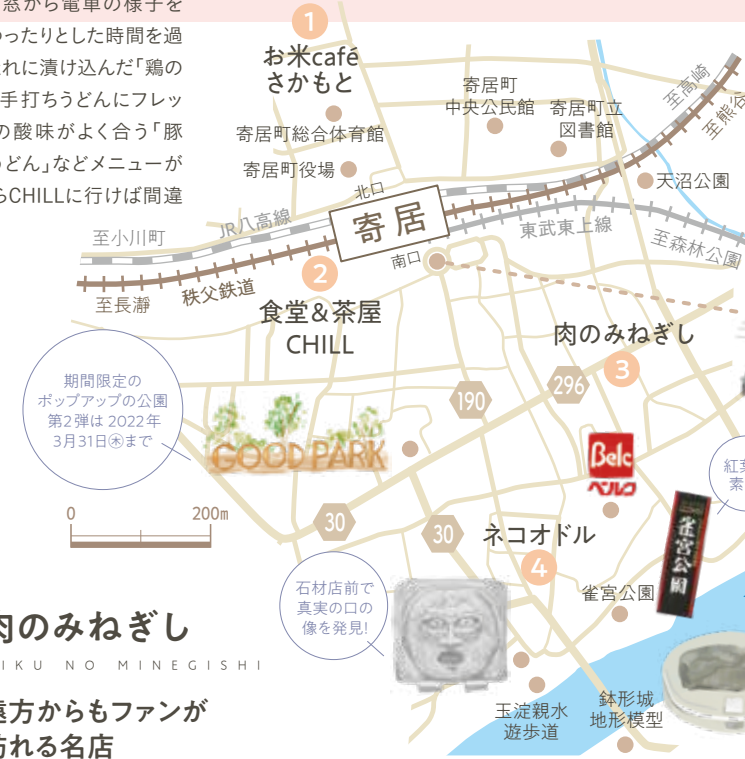 窓から電車の様子を
ったりとした時間を過
れに漬け込んだ「鶏の
手打ちうどんにフレッ
の酸味がよく合う「豚
うどん」などメニューが
らCHILLに行けば間違
1
お米café
さかもと
寄居町総合体育館
寄居町役場
寄居町
中央公民館
寄居町立
図書館
至高崎
至熊谷
天沼公園
北口
寄居
南口
JR八高線
至小川町
東武東上線
至森林公園
秩父鉄道
至長瀞
2
食堂&茶屋
CHILL
肉のみねぎし
3
期間限定の
ポップアップの公園
第2弾は2022年
3月31日㊍まで
GOOD PARK
190
296
Belc
ベルク
0 200m
30
30
ネコオドル
4
石材店前で
真実の口の
像を発見!
雀宮公園
雀宮公園
紅葉
素
玉淀親水
遊歩道
鉢形城
地形模型
肉のみねぎし
IKU NO MINEGISHI
遠方からもファンが
訪れる名店